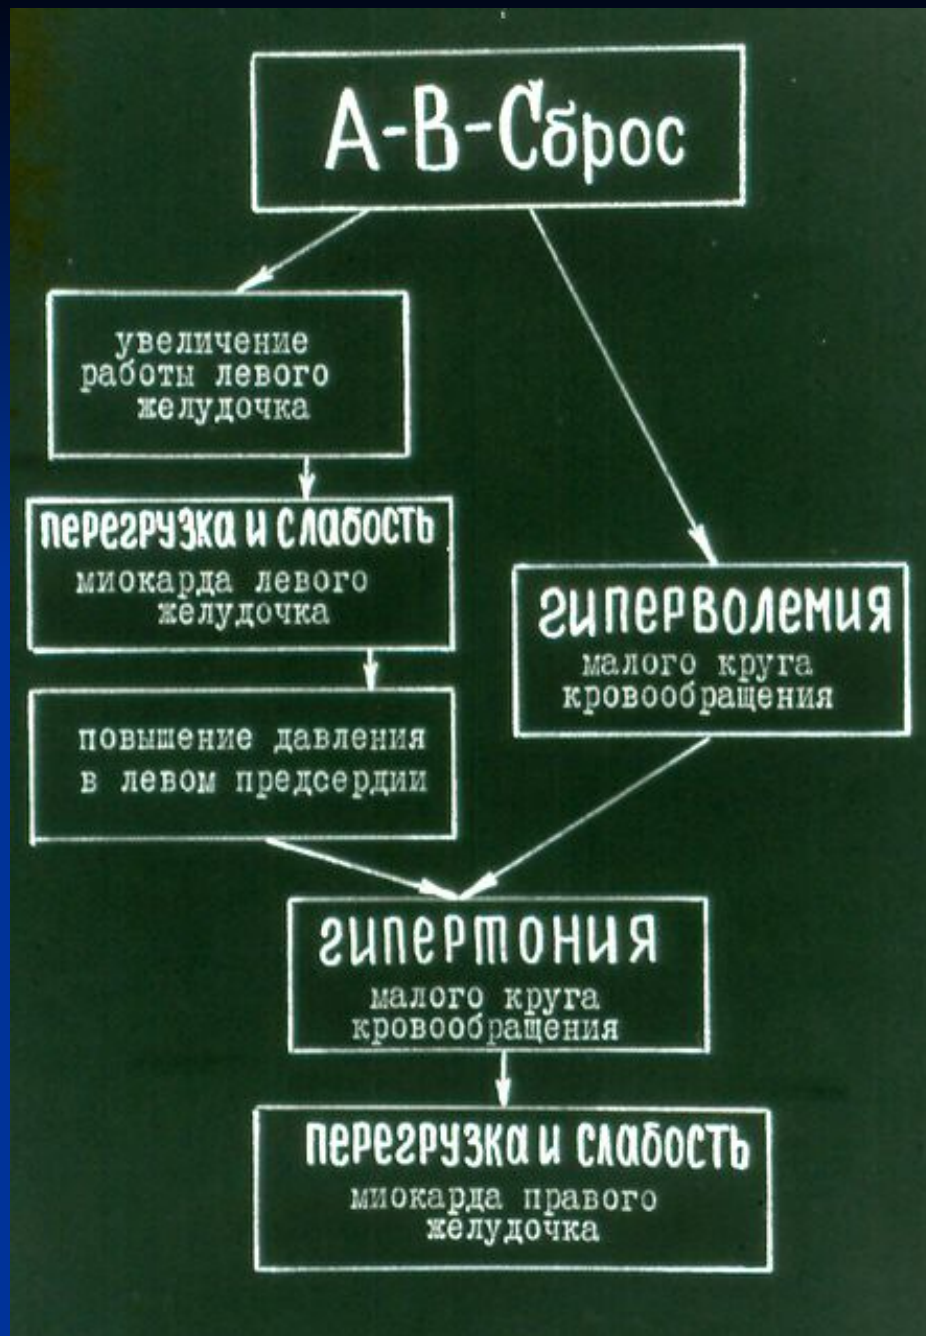 А-В-Сброс
увеличение
работы левого
желудочка
перегрузка и слабость
миокарда левого
желудочка
повышение давления
в левом предсердии
гиперволемия
малого круга
кровообращения
гипертония
малого круга
кровообращения
перегрузка и слабость
миокарда правого
желудочка